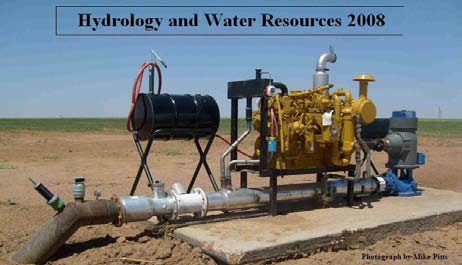 Hydrology and Water Resources 2008
Photograph by Mike Pitts